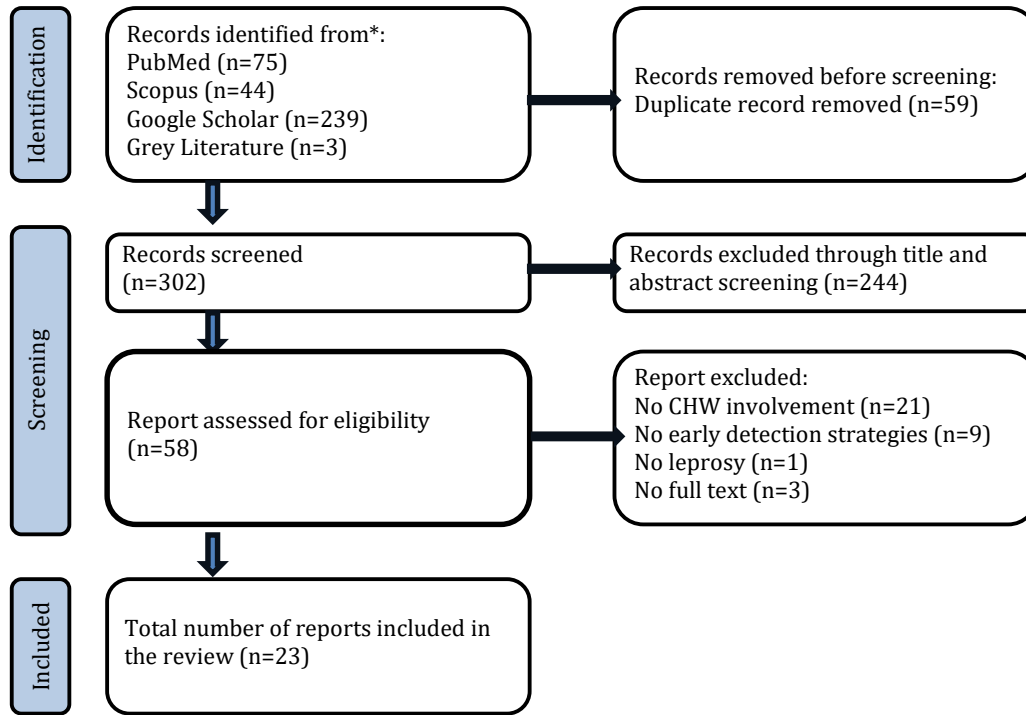 Identification
Records identified from*:
PubMed (n=75)
Scopus (n=44)
Google Scholar (n=239)
Grey Literature (n=3)
Records removed before screening:
Duplicate record removed (n=59)
Screening
Records screened
(n=302)
Records excluded through title and
abstract screening (n=244)
Report assessed for eligibility
(n=58)
Report excluded:
No CHW involvement (n=21)
No early detection strategies (n=9)
No leprosy (n=1)
No full text (n=3)
Included
Total number of reports included in
the review (n=23)